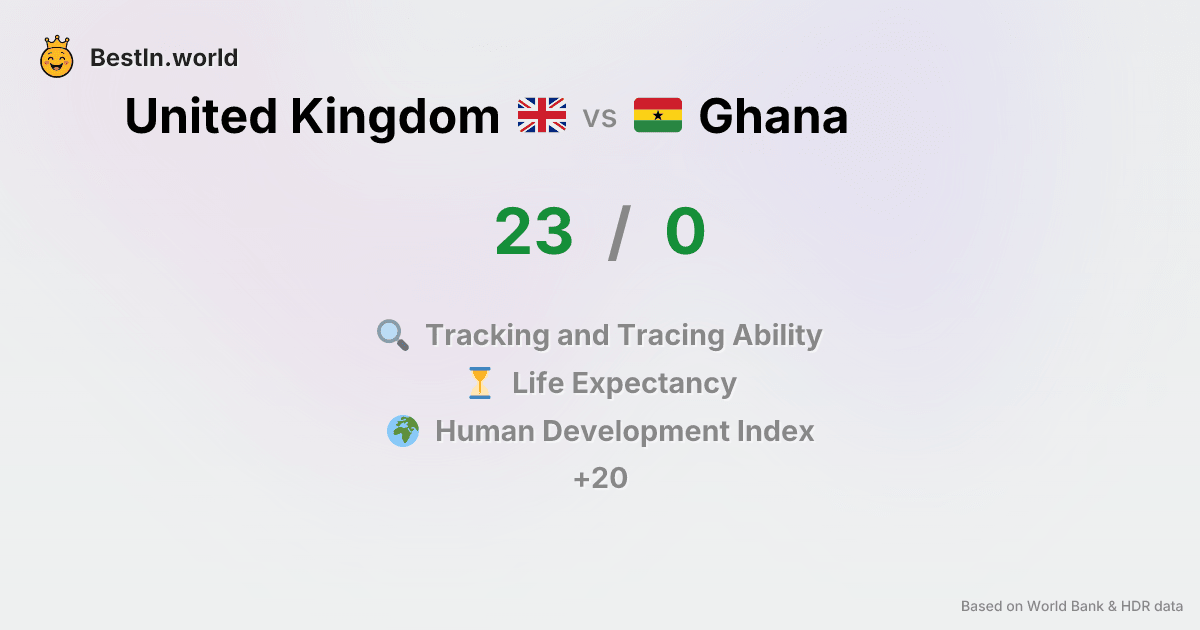 BestIn.world
United Kingdom vs Ghana
23 / 0
Tracking and Tracing Ability
Life Expectancy
Human Development Index
+20
Based on World Bank & HDR data